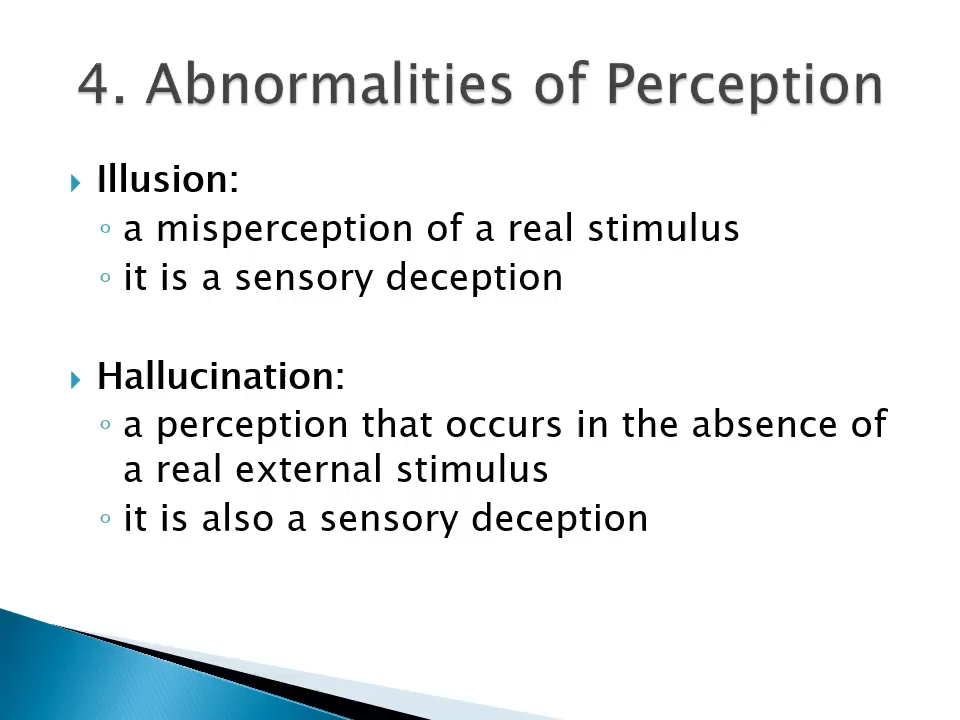 4. Abnormalities of Perception
Illusion:
a misperception of a real stimulus
it is a sensory deception
Hallucination:
a perception that occurs in the absence of
a real external stimulus
it is also a sensory deception